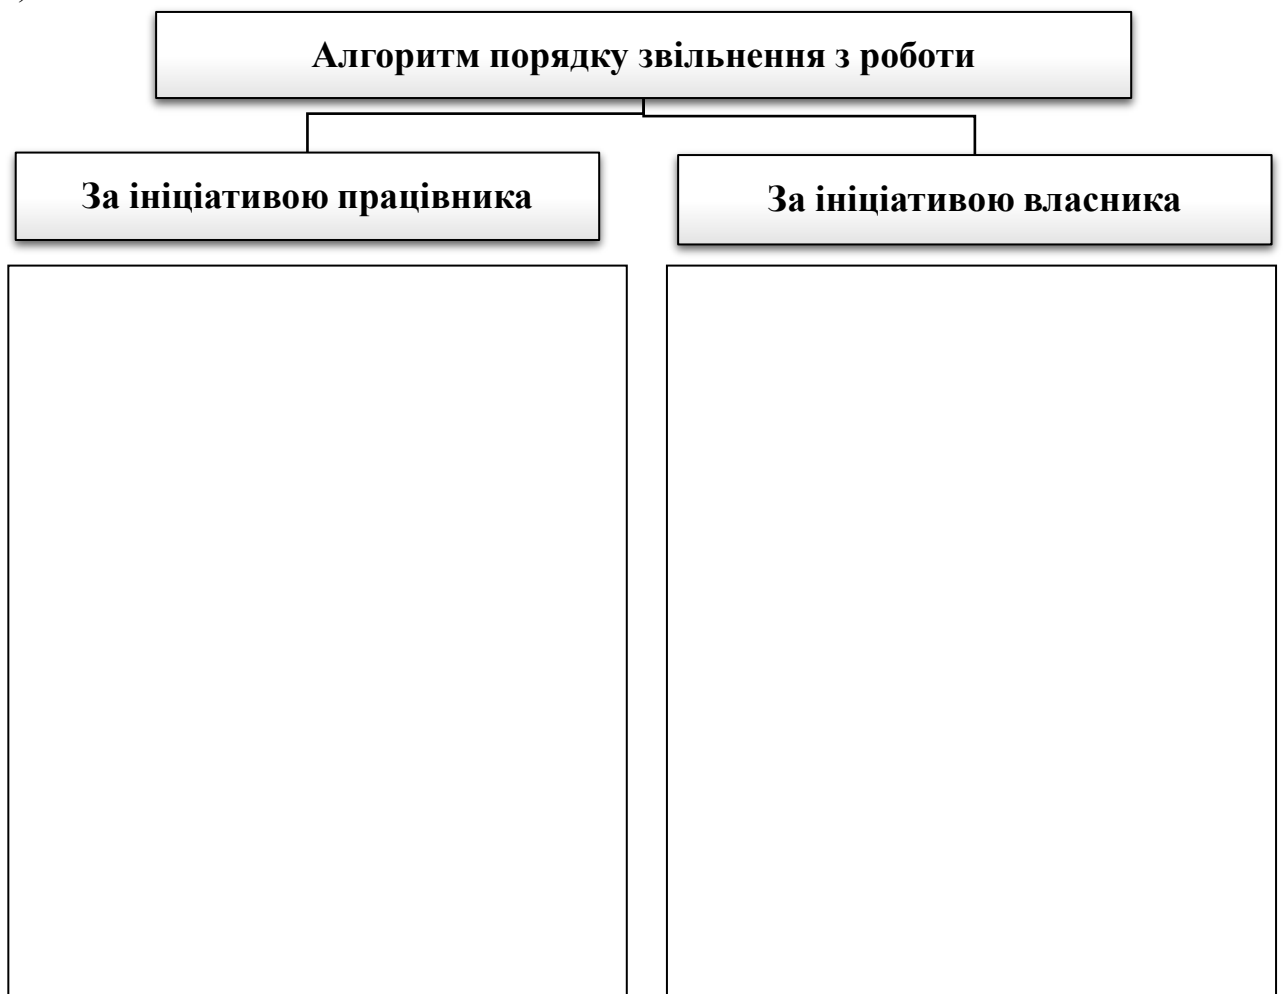 Алгоритм порядку звільнення з роботи
За ініціативою працівника
За ініціативою власника